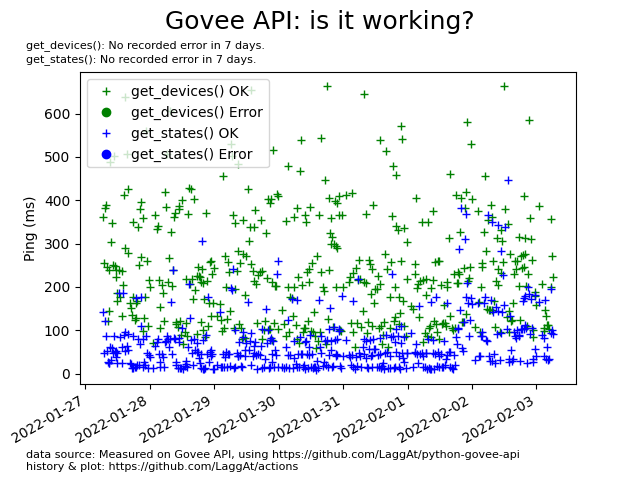 Govee API: is it working?
get_devices(): No recorded error in 7 days.
get_states(): No recorded error in 7 days.
get_devices() OK
get_devices() Error
get_states() OK
get_states() Error
Ping (ms)
600
500
400
300
200
100
0
2022-01-27
2022-01-28
2022-01-29
2022-01-30
2022-01-31
2022-02-01
2022-02-02
2022-02-03
data source: Measured on Govee API, using https://github.com/LaggAt/python-govee-api
history & plot: https://github.com/LaggAt/actions